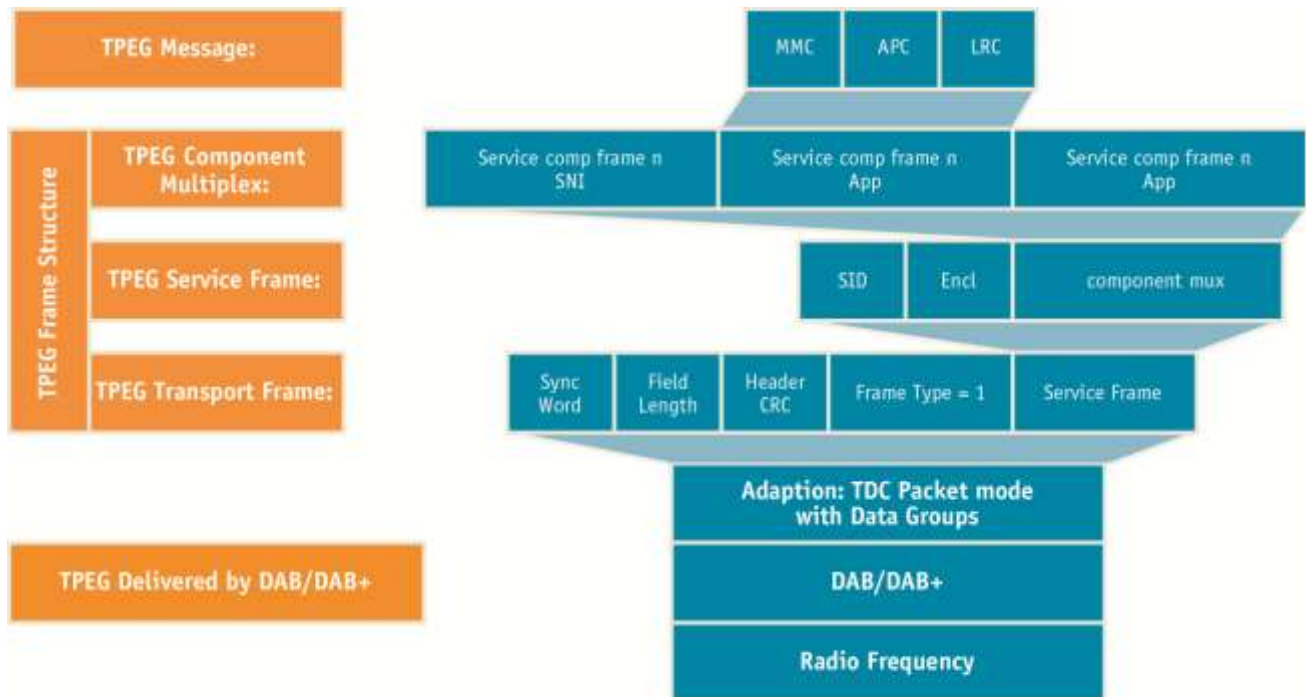 TPEG Message:
MMC
APC
LRC
TPEG Frame Structure
TPEG Component
Multiplex:
Service comp frame n
SNI
Service comp frame n
App
Service comp frame n
App
TPEG Service Frame:
SID
Encl
component mux
TPEG Transport Frame:
Sync
Word
Field
Length
Header
CRC
Frame Type = 1
Service Frame
Adaption: TDC Packet mode
with Data Groups
TPEG Delivered by DAB/DAB+
DAB/DAB+
Radio Frequency